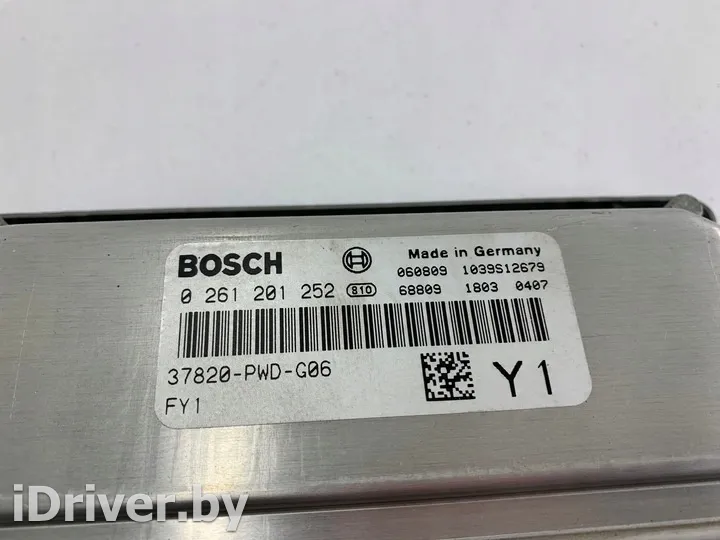 BOSCH
Made in Germany
0 261 201 252 810
060809 1039S12679
68809 1803 0407
37820-PWD-G06
FY1
Y1
iDriver.by